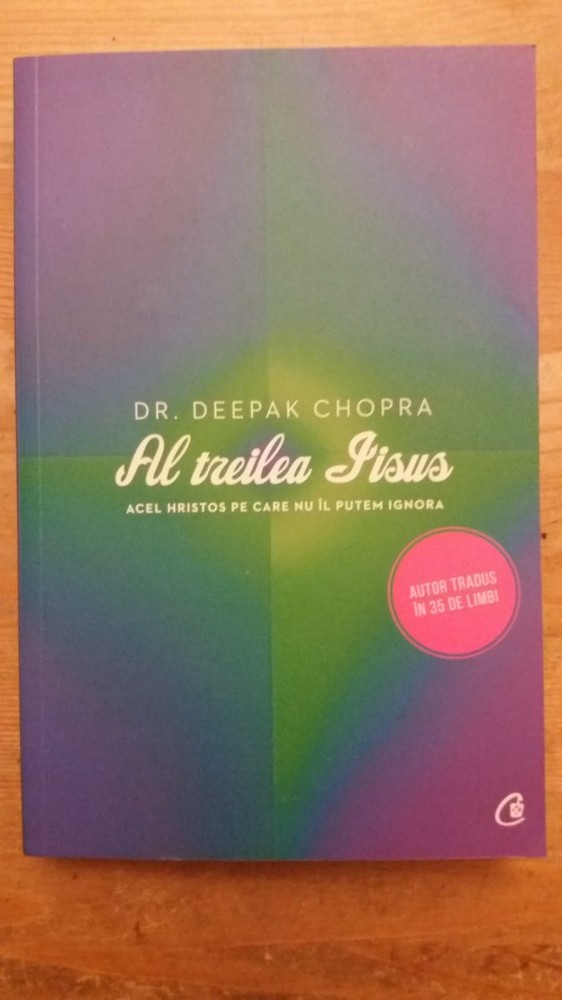 DR. DEEPAK CHOPRA
Al treilea Iisus
ACEL HRISTOS PE CARE NU ÎL PUTEM IGNORA
AUTOR TRADUS
ÎN 35 DE LIMBI